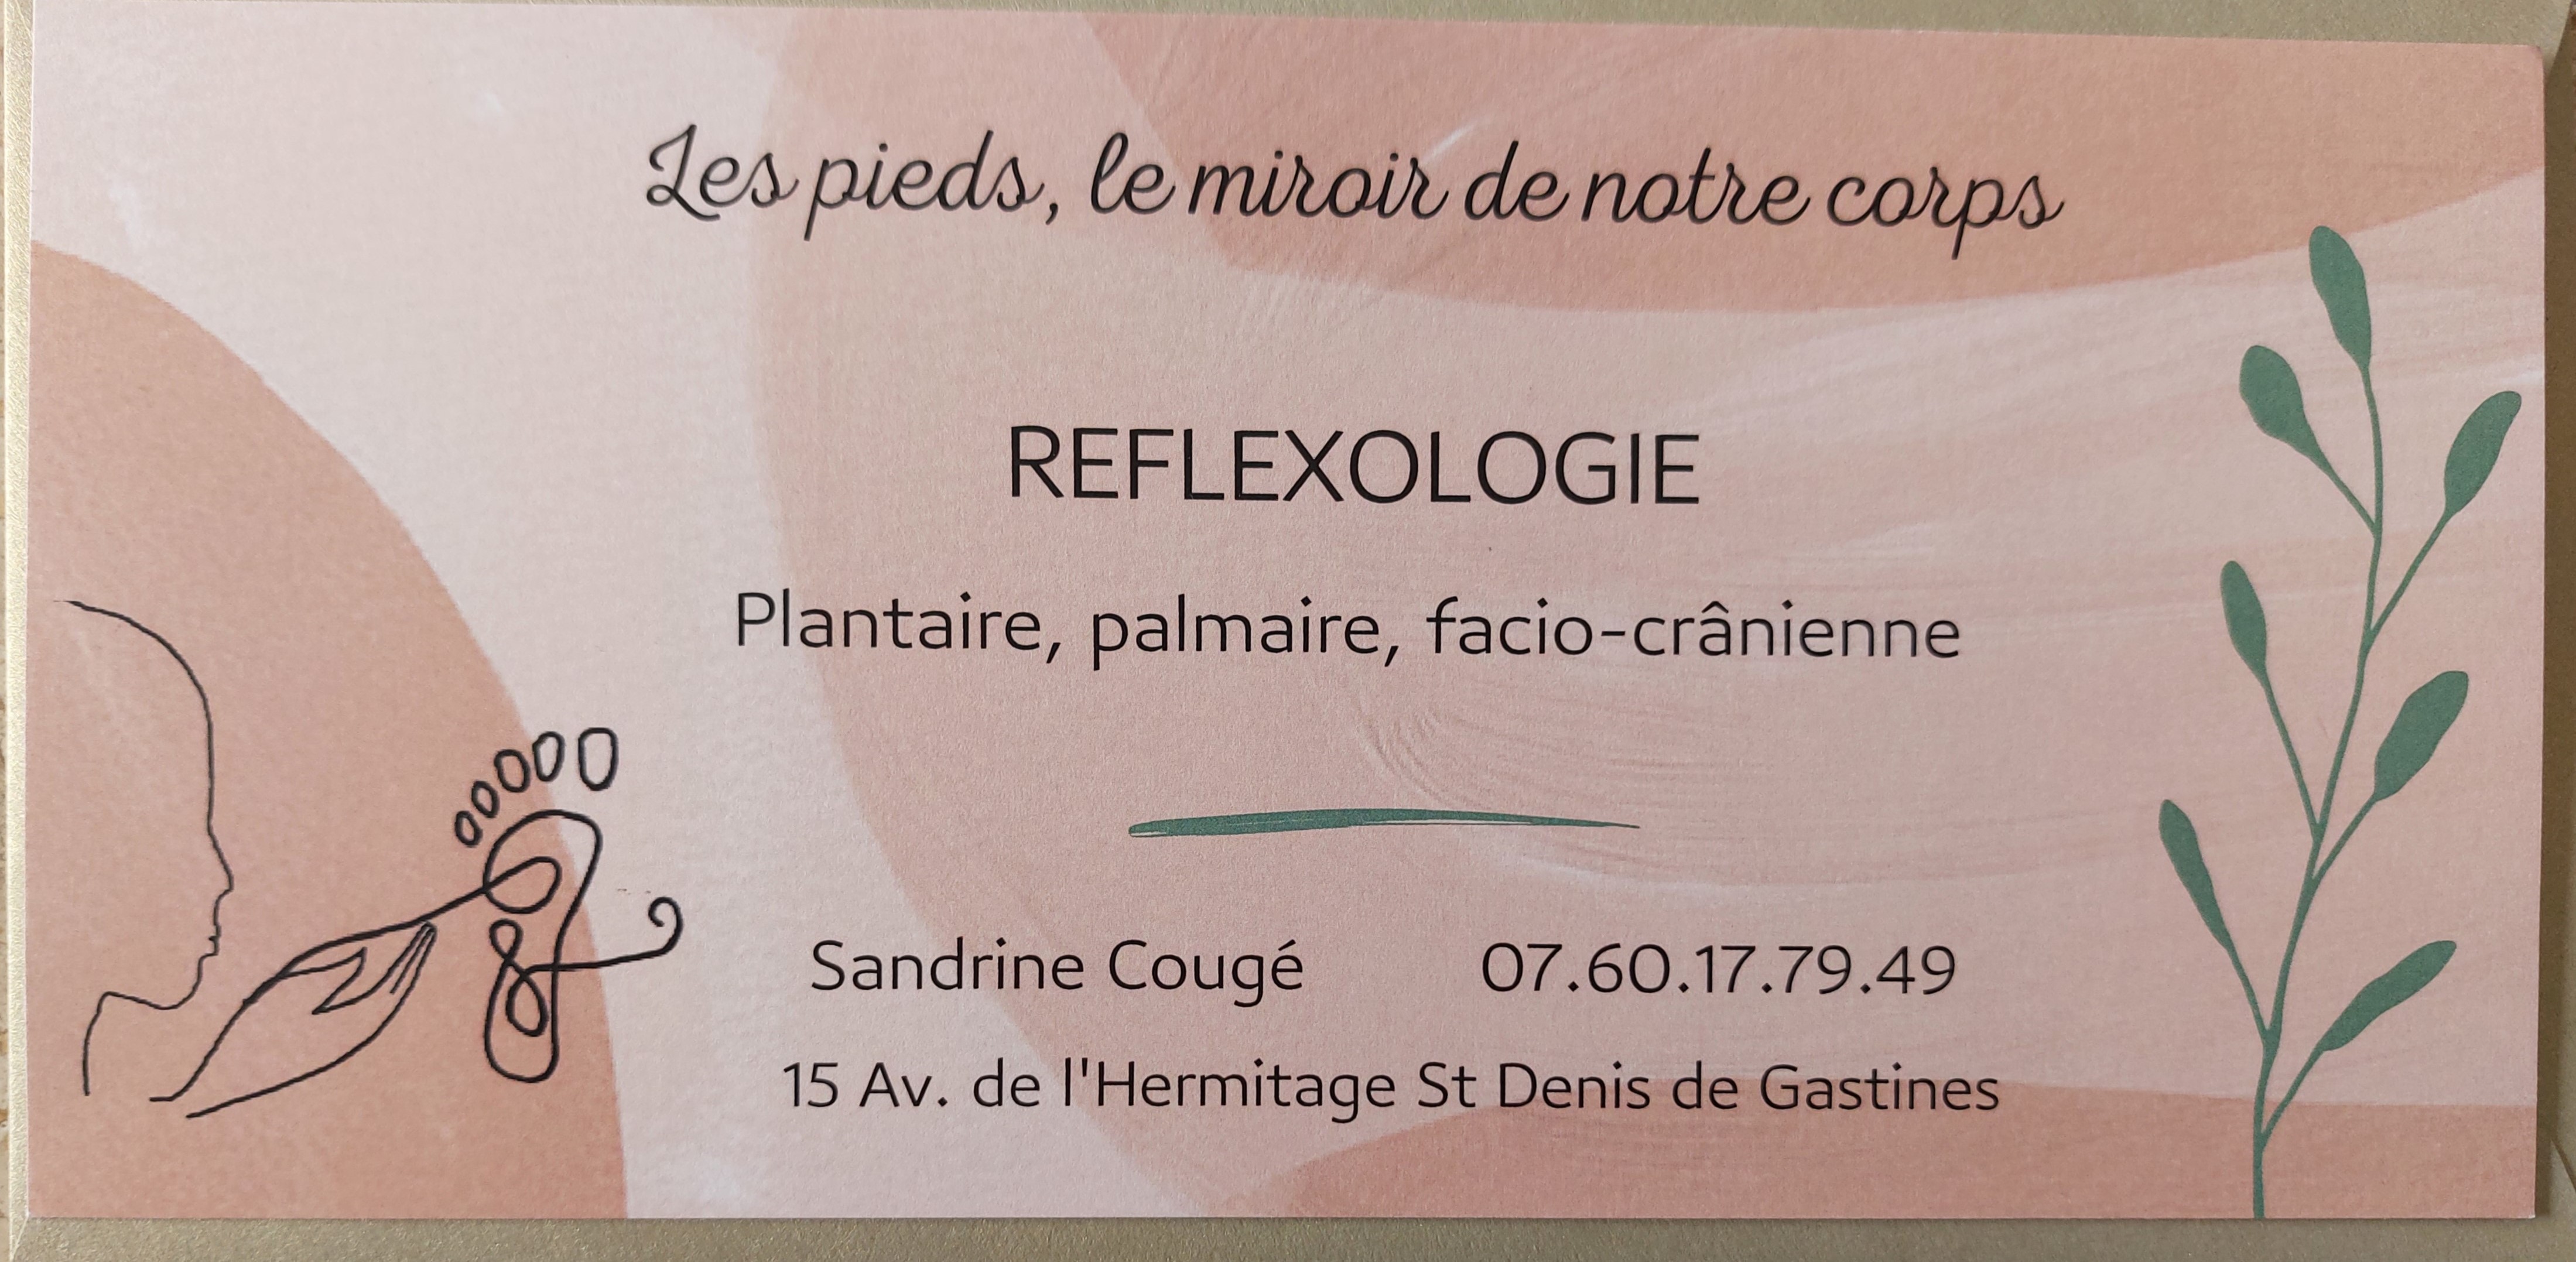 Les pieds, le miroir de notre corps
REFLEXOLOGIE
Plantaire, palmaire, facio-crânienne
Sandrine Cougé 07.60.17.79.49
15 Av. de l'Hermitage St Denis de Gastines